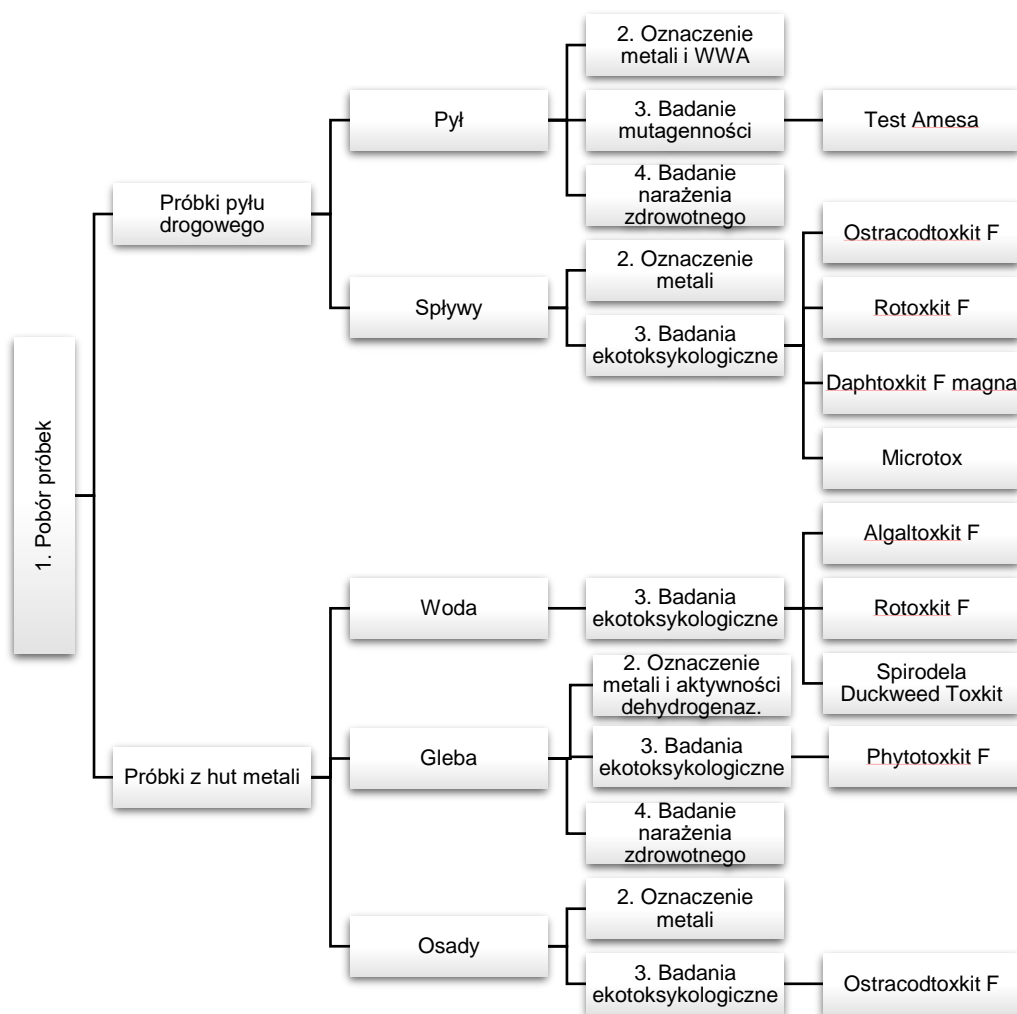 1. Pobór próbek
Próbki pyłu
drogowego
Pył
2. Oznaczenie
metali i WWA
3. Badanie
mutagenności
Test Amesa
4. Badanie
narażenia
zdrowotnego
Spływy
2. Oznaczenie
metali
3. Badania
ekotoksykologiczne
Ostracodtoxkit F
Rotoxkit F
Daphtoxkit F magna
Microtox
Próbki z hut metali
Woda
3. Badania
ekotoksykologiczne
Algaltoxkit F
Rotoxkit F
Spirodela
Duckweed Toxkit
Gleba
2. Oznaczenie
metali i aktywności
dehydrogenaz.
3. Badania
ekotoksykologiczne
Phytotoxkit F
4. Badanie
narażenia
zdrowotnego
Osady
2. Oznaczenie
metali
3. Badania
ekotoksykologiczne
Ostracodtoxkit F